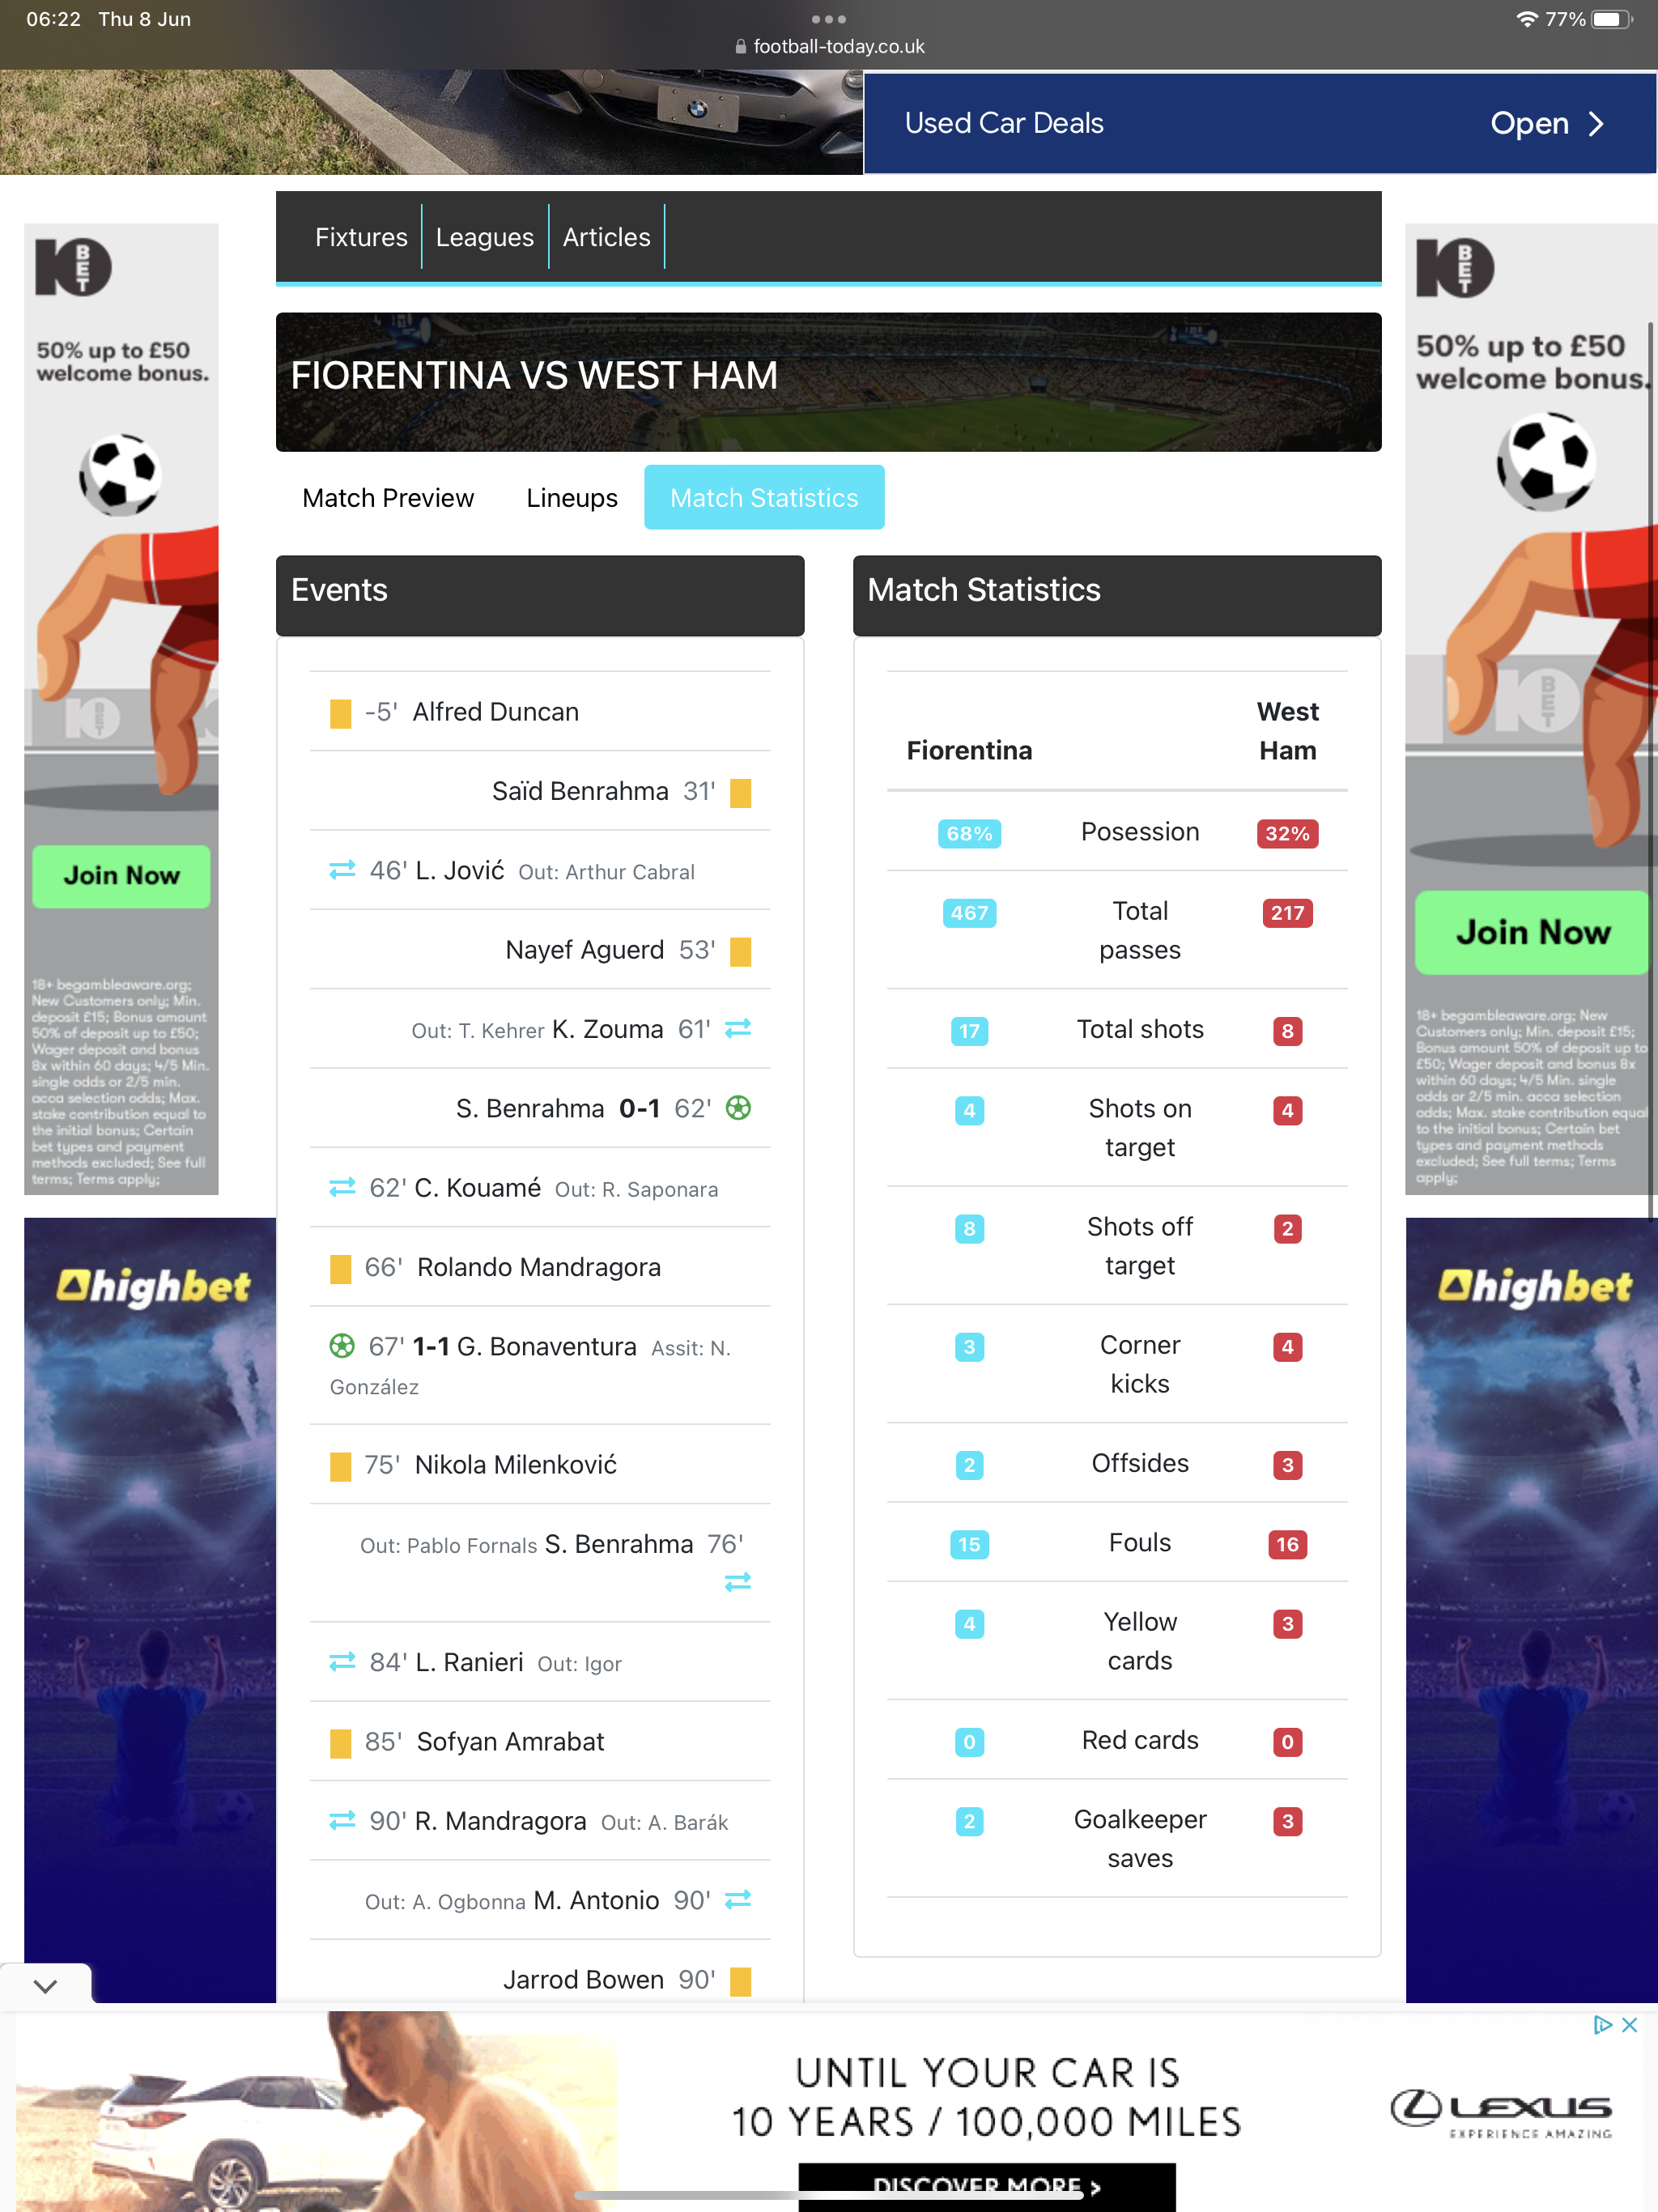 06:22 Thu 8 Jun
77%
football-today.co.uk
Used Car Deals
Open
Fixtures
Leagues
Articles
10 BET
50% up to £50
welcome bonus.
10 BET
Join Now
18+ begambleaware.org;
New Customers only; Min.
deposit £15; Bonus amount
50% of deposit up to £50;
Wager deposit and bonus
8x within 60 days; 4/5 Min.
single odds or 2/5 min.
acca selection odds; Max.
stake contribution equal to
the initial bonus; Certain
bet types and payment
methods excluded; See full
terms; Terms apply;
highbet
FIORENTINA VS WEST HAM
Match Preview
Lineups
Match Statistics
Events
-5' Alfred Duncan
Saïd Benrahma 31'
46' L. Jović Out: Arthur Cabral
Nayef Aguerd 53'
Out: T. Kehrer K. Zouma 61'
S. Benrahma 0-1 62'
62' C. Kouamé Out: R. Saponara
66' Rolando Mandragora
67' 1-1 G. Bonaventura Assit: N.
González
75' Nikola Milenković
Out: Pablo Fornals S. Benrahma 76'
84' L. Ranieri Out: Igor
85' Sofyan Amrabat
90' R. Mandragora Out: A. Barák
Out: A. Ogbonna M. Antonio 90'
Jarrod Bowen 90'
Match Statistics
West
Fiorentina Ham
68% Posession 32%
467 Total 217
passes
17 Total shots 8
4 Shots on 4
target
8 Shots off 2
target
3 Corner 4
kicks
2 Offsides 3
15 Fouls 16
4 Yellow 3
cards
0 Red cards 0
2 Goalkeeper 3
saves
10 BET
50% up to £50
welcome bonus.
10 BET
Join Now
18+ begambleaware.org; New
Customers only; Min. deposit £15;
Bonus amount 50% of deposit up to
£50; Wager deposit and bonus 8x
within 60 days; 4/5 Min. single
odds or 2/5 min. acca selection
odds; Max. stake contribution equal
to the initial bonus; Certain bet
types and payment methods
excluded; See full terms; Terms
apply;
highbet
UNTIL YOUR CAR IS
10 YEARS / 100,000 MILES
DISCOVER MORE >
LEXUS
EXPERIENCE AMAZING